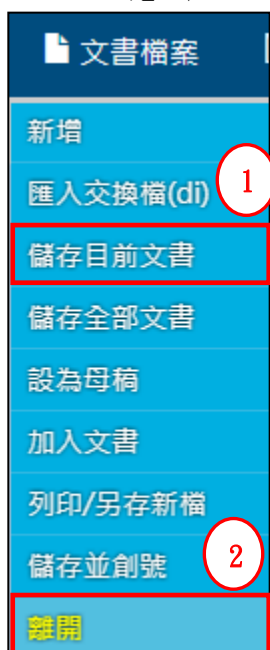 文書檔案
新增
匯入交換檔(di)
1
儲存目前文書
儲存全部文書
設為母稿
加入文書
列印/另存新檔
儲存並創號
2
離開